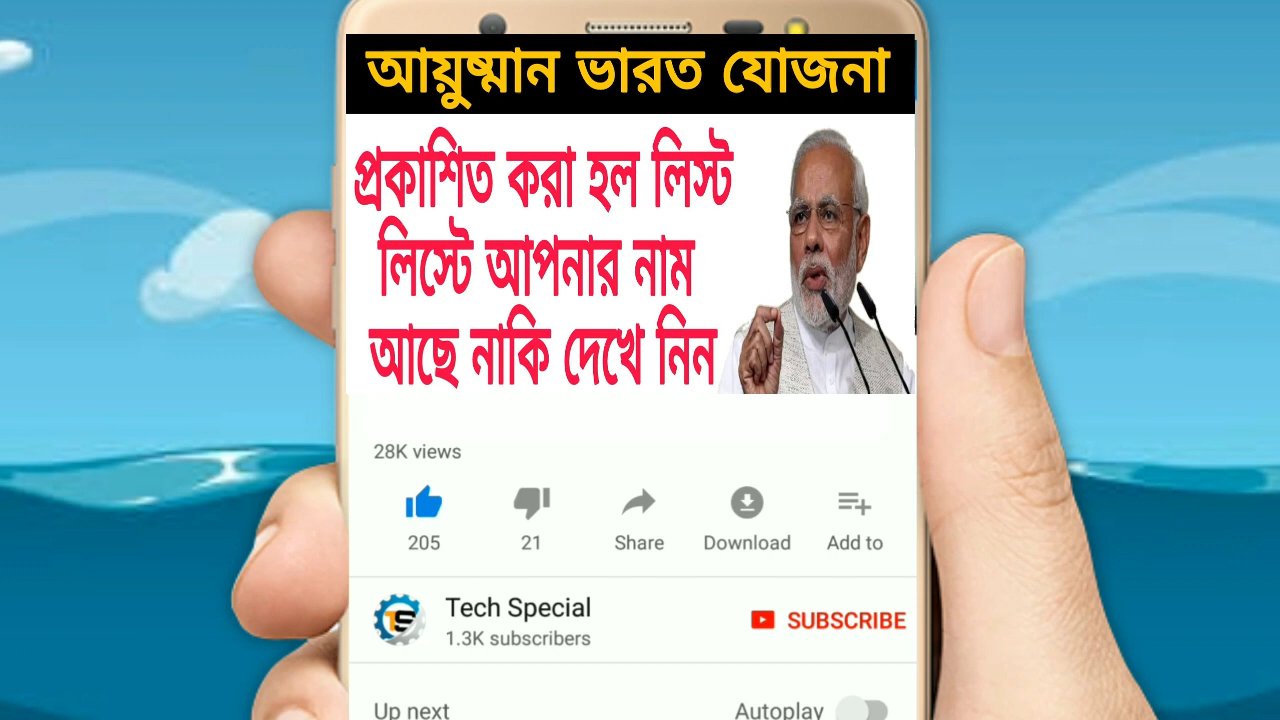 আয়ুষ্মান ভারত যোজনা
প্রকাশিত করা হল লিস্ট
লিস্টে আপনার নাম
আছে নাকি দেখে নিন
28K views
205 21 Share Download Add to
TS Tech Special
1.3K subscribers
SUBSCRIBE
Up next Autoplay